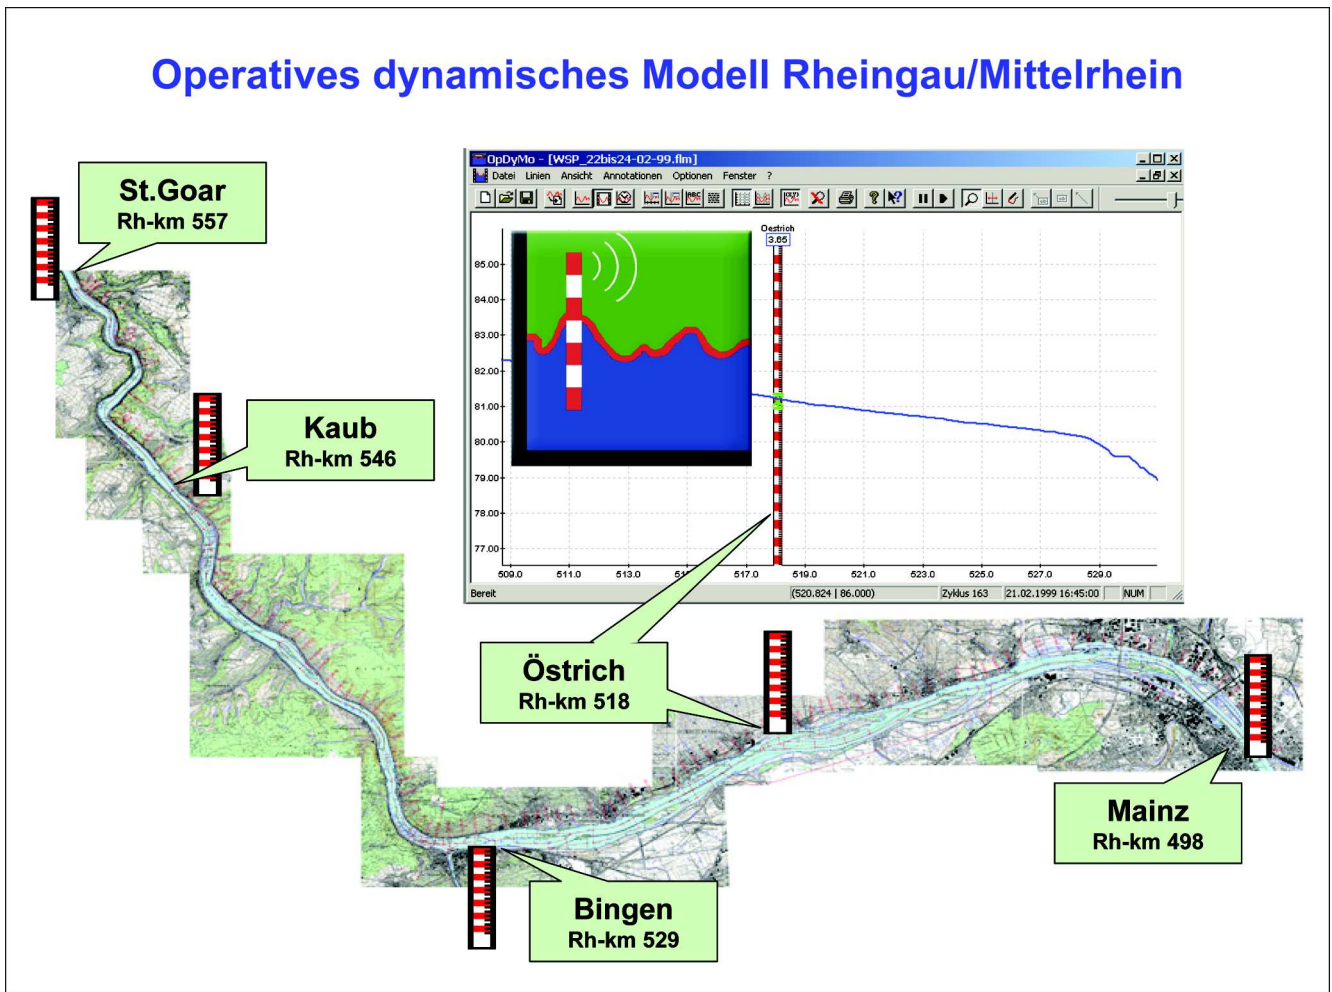 Operatives dynamisches Modell Rheingau/Mittelrhein
St.Goar
Rh-km 557
Kaub
Rh-km 546
OpDyMo - [WSP_22bis24-02-99.flm]
Datei Linien Ansicht Annotationen Optionen Fenster ?
Oestrich
3.65
85.00
84.00
83.00
82.00
81.00
80.00
79.00
78.00
77.00
509.0 511.0 513.0 517.0 519.0 521.0 523.0 525.0 527.0 529.0
Bereit (520.824 | 86.000) Zyklus 163 21.02.1999 16:45:00 NUM
Östrich
Rh-km 518
Mainz
Rh-km 498
Bingen
Rh-km 529